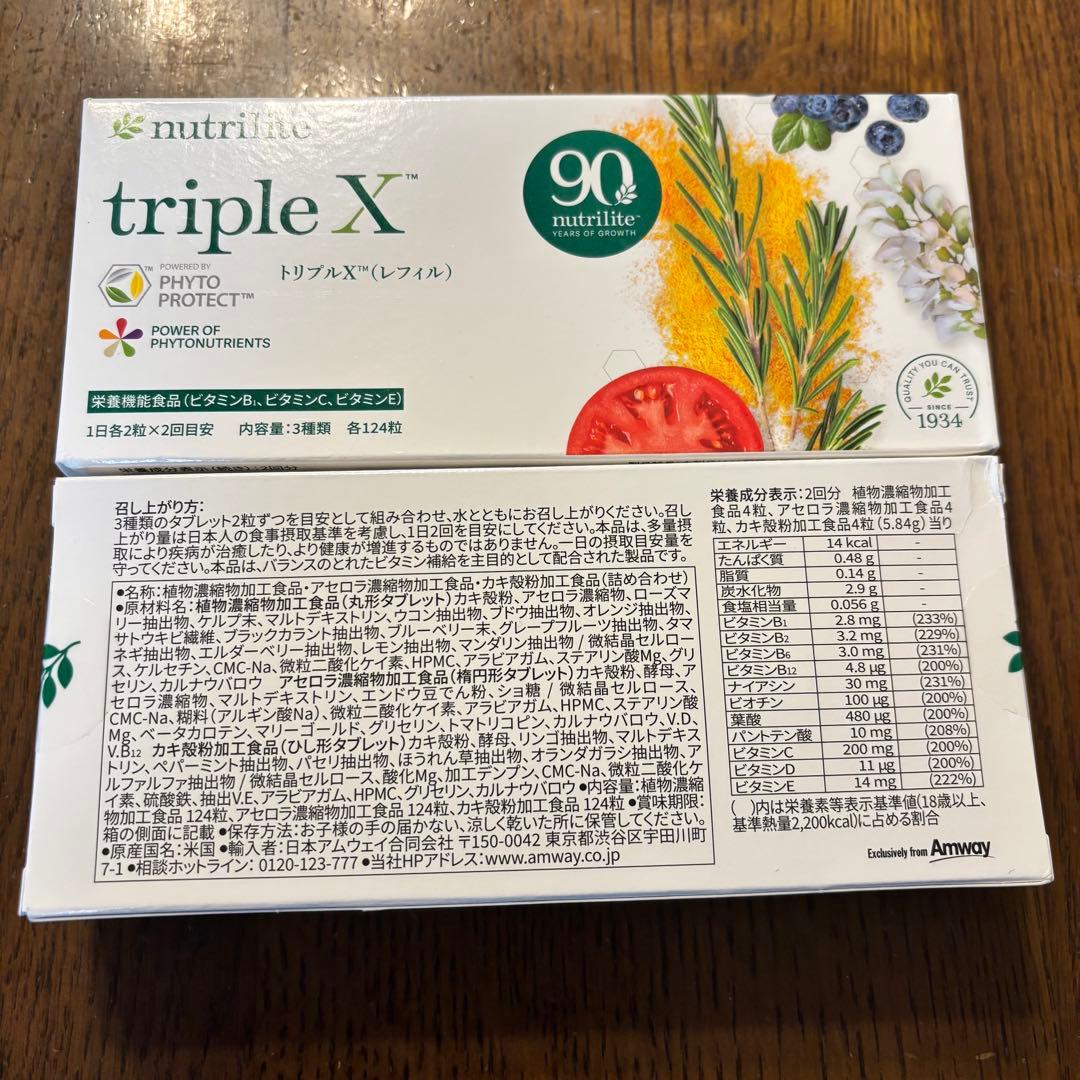 nutrilite
triple X™
POWERED BY
PHYTO
PROTECT™
トリプルX™(レフィル)
POWER OF
PHYTONUTRIENTS
栄養機能食品(ビタミンB₁、ビタミンC、ビタミンE)
1日各2粒×2回目安 内容量:3種類 各124粒
90
nutrilite™
YEARS OF GROWTH
QUALITY YOU CAN TRUST
SINCE
1934
栄養成分表示(続き):2回分
召し上がり方:
3種類のタブレット2粒ずつを目安として組み合わせ、水とともにお召し上がりください。召し
上がり量は日本人の食事摂取基準を考慮し、1日2回を目安にしてください。本品は、多量摂
取により疾病が治癒したり、より健康が増進するものではありません。一日の摂取目安量を
守ってください。本品は、バランスのとれたビタミン補給を主目的として配合された製品です。
●名称:植物濃縮物加工食品・アセロラ濃縮物加工食品・カキ殻粉加工食品(詰め合わせ)
●原材料名:植物濃縮物加工食品(丸形タブレット)カキ殻粉、アセロラ濃縮物、ローズマ
リー抽出物、ケルプ末、マルトデキストリン、ウコン抽出物、ブドウ抽出物、オレンジ抽出物、
サトウキビ繊維、ブラックカラント抽出物、ブルーベリー末、グレープフルーツ抽出物、タマ
ネギ抽出物、エルダーベリー抽出物、レモン抽出物、マンダリン抽出物 / 微結晶セルロー
ス、ケルセチン、CMC-Na、微粒二酸化ケイ素、HPMC、アラビアガム、ステアリン酸Mg、グリ
セリン、カルナウバロウ アセロラ濃縮物加工食品(楕円形タブレット)カキ殻粉、酵母、ア
セロラ濃縮物、マルトデキストリン、エンドウ豆でん粉、ショ糖 / 微結晶セルロース、
CMC-Na、糊料(アルギン酸Na)、微粒二酸化ケイ素、アラビアガム、HPMC、ステアリン酸
Mg、ベータカロテン、マリーゴールド、グリセリン、トマトリコピン、カルナウバロウ、V.D、
V.B₁₂ カキ殻粉加工食品(ひし形タブレット)カキ殻粉、酵母、リンゴ抽出物、マルトデキス
トリン、ペパーミント抽出物、パセリ抽出物、ほうれん草抽出物、オランダガラシ抽出物、ア
ルファルファ抽出物 / 微結晶セルロース、酸化Mg、加工デンプン、CMC-Na、微粒二酸化ケ
イ素、硫酸鉄、抽出V.E、アラビアガム、HPMC、グリセリン、カルナウバロウ ●内容量:植物濃縮
物加工食品 124粒、アセロラ濃縮物加工食品 124粒、カキ殻粉加工食品 124粒 ●賞味期限:
箱の側面に記載 ●保存方法:お子様の手の届かない、涼しく乾いた所に保管してください。
●原産国名:米国 ●輸入者:日本アムウェイ合同会社 〒150-0042 東京都渋谷区宇田川町
7-1 ●相談ホットライン: 0120-123-777 ●当社HPアドレス:www.amway.co.jp
栄養成分表示:2回分 植物濃縮物加工
食品4粒、アセロラ濃縮物加工食品4
粒、カキ殻粉加工食品4粒(5.84g)当り
エネルギー 14 kcal -
たんぱく質 0.48 g -
脂質 0.14 g -
炭水化物 2.9 g -
食塩相当量 0.056 g -
ビタミンB₁ 2.8 mg (233%)
ビタミンB₂ 3.2 mg (229%)
ビタミンB₆ 3.0 mg (231%)
ビタミンB₁₂ 4.8 μg (200%)
ナイアシン 30 mg (231%)
ビオチン 100 μg (200%)
葉酸 480 μg (200%)
パントテン酸 10 mg (208%)
ビタミンC 200 mg (200%)
ビタミンD 11 μg (200%)
ビタミンE 14 mg (222%)
( )内は栄養素等表示基準値(18歳以上、
基準熱量2,200kcal)に占める割合
Exclusively from Amway